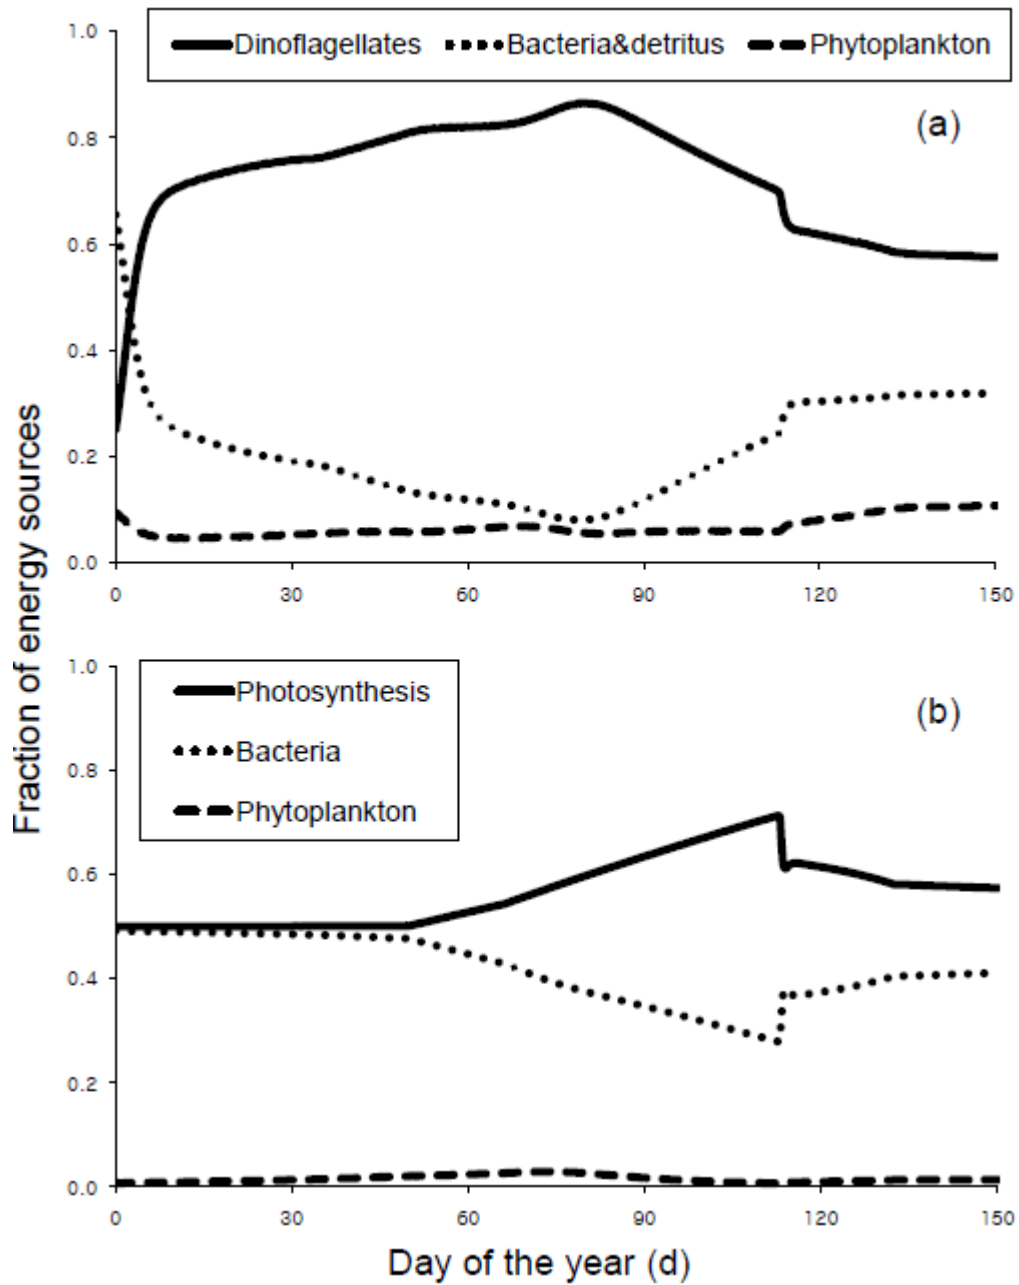 Dinoflagellates Bacteria&detritus Phytoplankton
(a)
1.0
0.8
0.6
0.4
0.2
0.0
0 30 60 90 120 150
Fraction of energy sources
Photosynthesis
Bacteria
Phytoplankton
(b)
1.0
0.8
0.6
0.4
0.2
0.0
0 30 60 90 120 150
Day of the year (d)